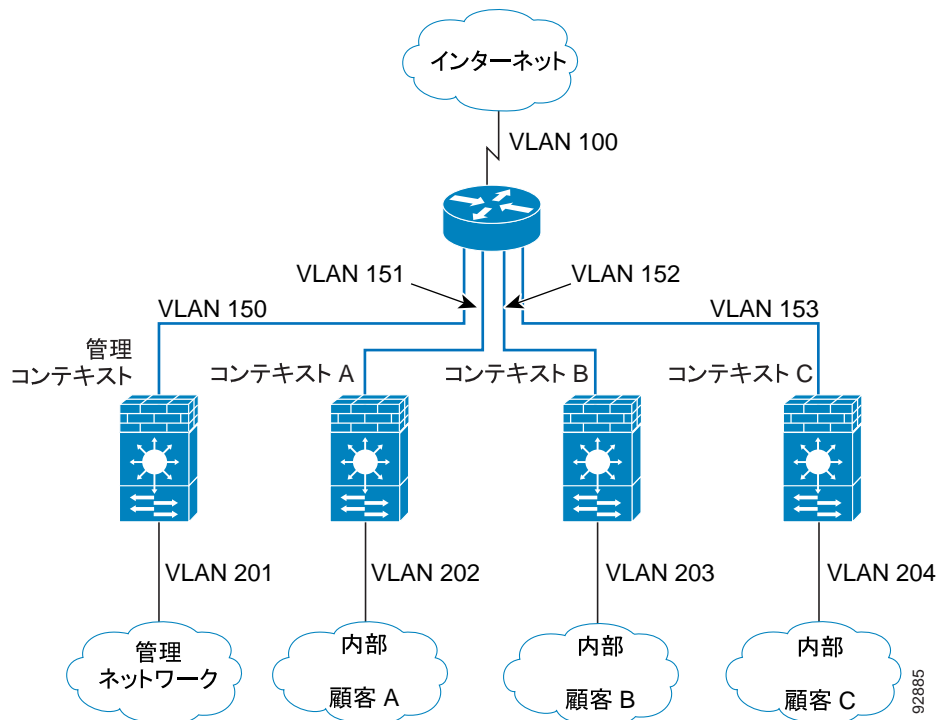 インターネット
VLAN 100
VLAN 151
VLAN 152
VLAN 150
VLAN 153
管理
コンテキスト
コンテキスト A
コンテキスト B
コンテキスト C
VLAN 201
VLAN 202
VLAN 203
VLAN 204
管理
ネットワーク
内部
顧客 A
内部
顧客 B
内部
顧客 C
92885